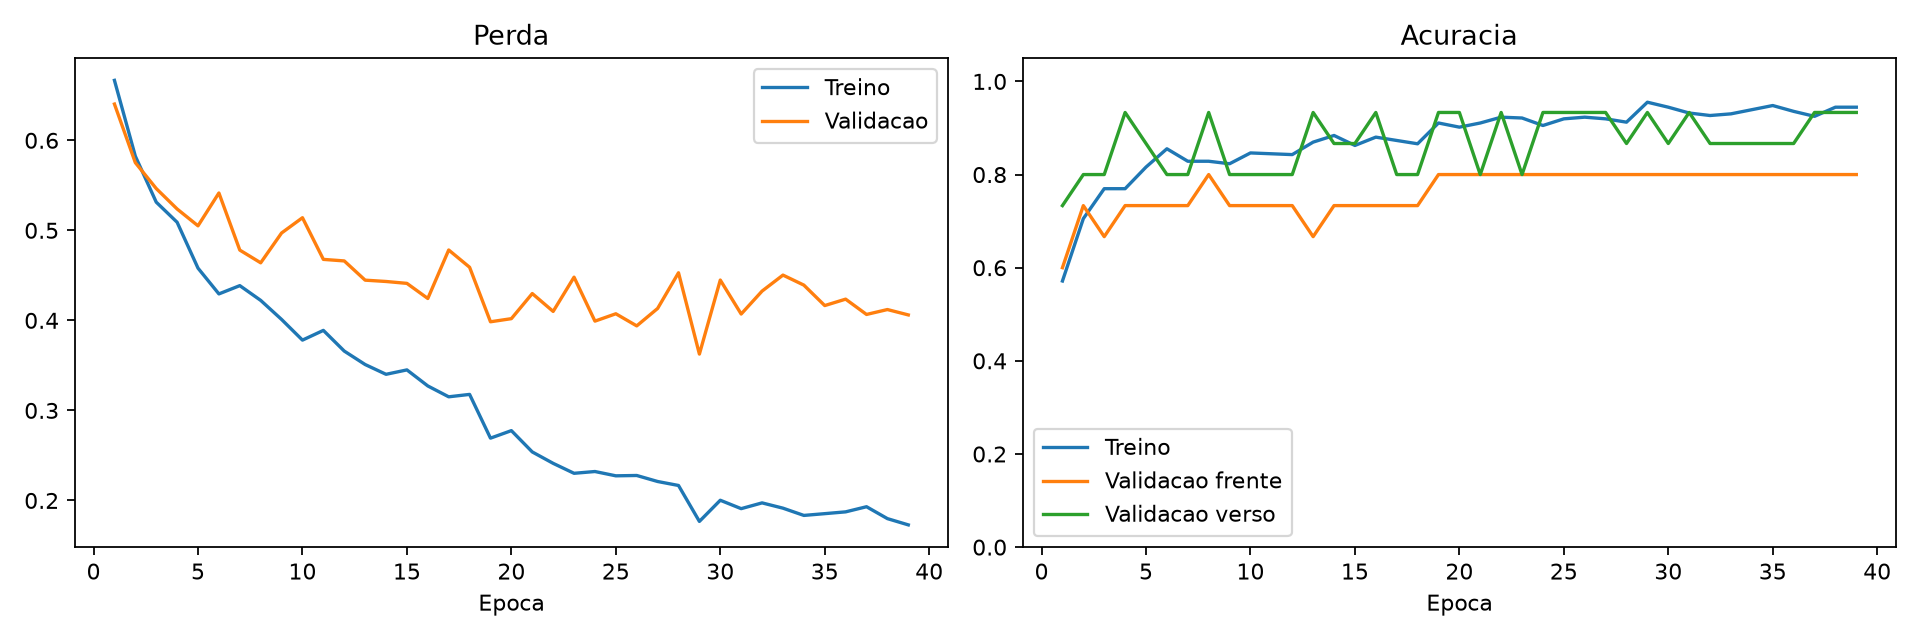 Perda
0.6
0.5
0.4
0.3
0.2
0 5 10 15 20 25 30 35 40
Epoca
Treino
Validacao
Acuracia
1.0
0.8
0.6
0.4
0.2
0.0
0 5 10 15 20 25 30 35 40
Epoca
Treino
Validacao frente
Validacao verso